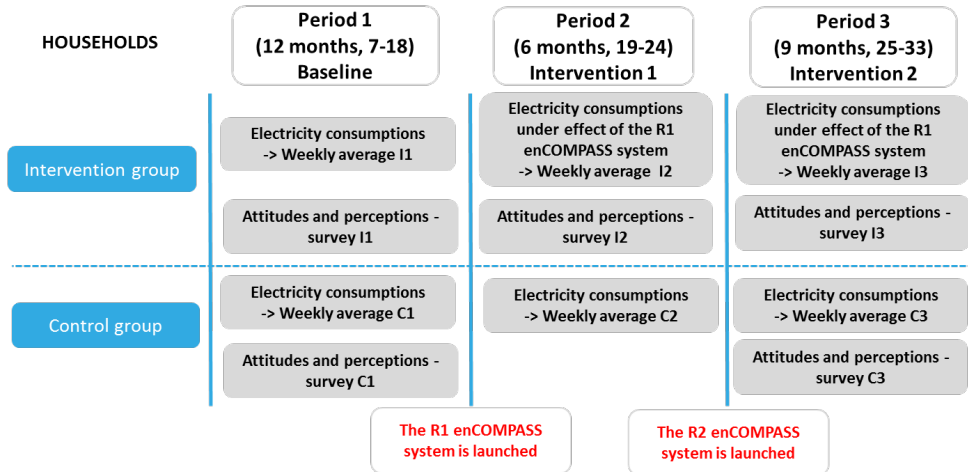 HOUSEHOLDS
Period 1
(12 months, 7-18)
Baseline
Period 2
(6 months, 19-24)
Intervention 1
Period 3
(9 months, 25-33)
Intervention 2
Intervention group
Electricity consumptions
-> Weekly average I1
Electricity consumptions
under effect of the R1
enCOMPASS system
-> Weekly average I2
Electricity consumptions
under effect of the R1
enCOMPASS system
-> Weekly average I3
Attitudes and perceptions -
survey I1
Attitudes and perceptions -
survey I2
Attitudes and perceptions -
survey I3
Control group
Electricity consumptions
-> Weekly average C1
Electricity consumptions
-> Weekly average C2
Electricity consumptions
-> Weekly average C3
Attitudes and perceptions -
survey C1
Attitudes and perceptions -
survey C3
The R1 enCOMPASS
system is launched
The R2 enCOMPASS
system is launched